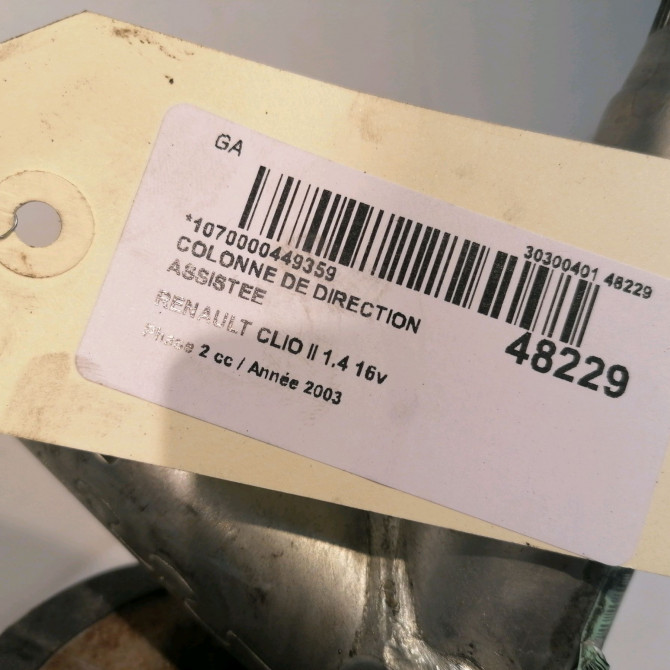 GA
*1070000449359
30300401 48229
COLONNE DE DIRECTION
ASSISTEE
48229
RENAULT CLIO II 1.4 16v
Phase 2 cc / Année 2003